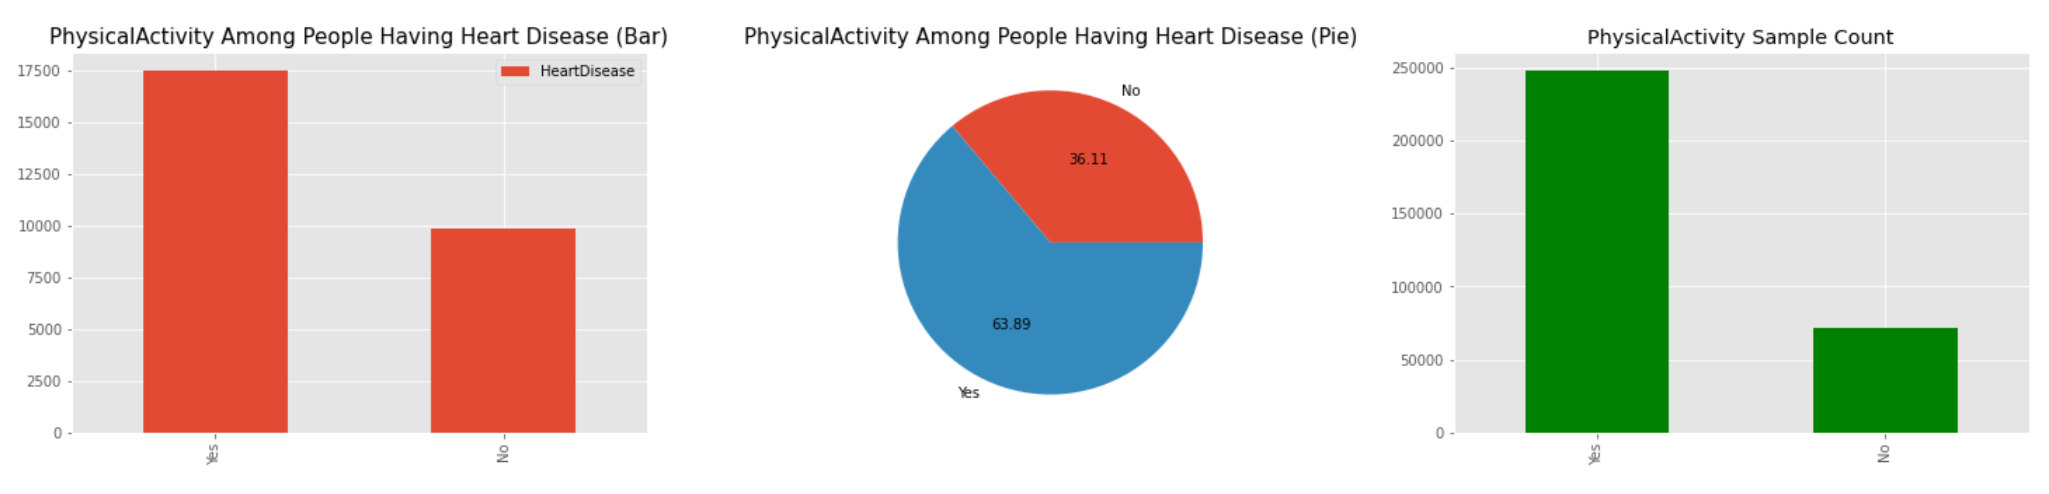 PhysicalActivity Among People Having Heart Disease (Bar)
17500
15000
12500
10000
7500
5000
2500
0
HeartDisease
Yes
No
PhysicalActivity Among People Having Heart Disease (Pie)
No
36.11
63.89
Yes
PhysicalActivity Sample Count
250000
200000
150000
100000
50000
0
Yes
No